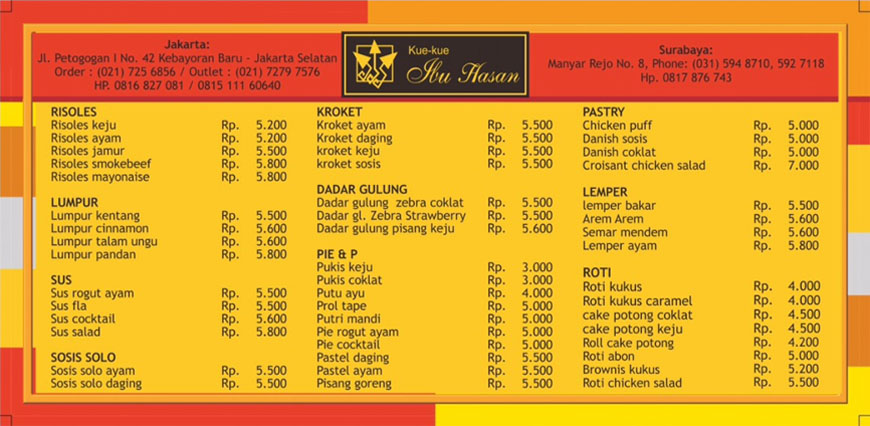 Jakarta:
Jl. Petogogan I No. 42 Kebayoran Baru - Jakarta Selatan
Order : (021) 725 6856 / Outlet : (021) 7279 7576
HP. 0816 827 081 / 0815 111 60640
Kue-kue
Ibu Hasan
Surabaya:
Manyar Rejo No. 8, Phone: (031) 594 8710, 592 7118
Hp. 0817 876 743
RISOLES
Risoles keju Rp. 5.200
Risoles ayam Rp. 5.200
Risoles jamur Rp. 5.500
Risoles smokebeef Rp. 5.800
Risoles mayonaise Rp. 5.800
LUMPUR
Lumpur kentang Rp. 5.500
Lumpur cinnamon Rp. 5.600
Lumpur talam ungu Rp. 5.600
Lumpur pandan Rp. 5.800
SUS
Sus rogut ayam Rp. 5.500
Sus fla Rp. 5.500
Sus cocktail Rp. 5.600
Sus salad Rp. 5.800
SOSIS SOLO
Sosis solo ayam Rp. 5.500
Sosis solo daging Rp. 5.500
KROKET
Kroket ayam Rp. 5.500
Kroket daging Rp. 5.500
kroket keju Rp. 5.500
kroket sosis Rp. 5.500
DADAR GULUNG
Dadar gulung zebra coklat Rp. 5.500
Dadar gl. Zebra Strawberry Rp. 5.500
Dadar gulung pisang keju Rp. 5.600
PIE & P
Pukis keju Rp. 3.000
Pukis coklat Rp. 3.000
Putu ayu Rp. 4.000
Prol tape Rp. 5.000
Putri mandi Rp. 5.000
Pie rogut ayam Rp. 5.000
Pie cocktail Rp. 5.000
Pastel daging Rp. 5.500
Pastel ayam Rp. 5.500
Pisang goreng Rp. 5.500
PASTRY
Chicken puff Rp. 5.000
Danish sosis Rp. 5.000
Danish coklat Rp. 5.000
Croisant chicken salad Rp. 7.000
LEMPER
lemper bakar Rp. 5.500
Arem Arem Rp. 5.600
Semar mendem Rp. 5.600
Lemper ayam Rp. 5.800
ROTI
Roti kukus Rp. 4.000
Roti kukus caramel Rp. 4.000
cake potong coklat Rp. 4.500
cake potong keju Rp. 4.500
Roll cake potong Rp. 4.200
Roti abon Rp. 5.000
Brownis kukus Rp. 5.200
Roti chicken salad Rp. 5.500